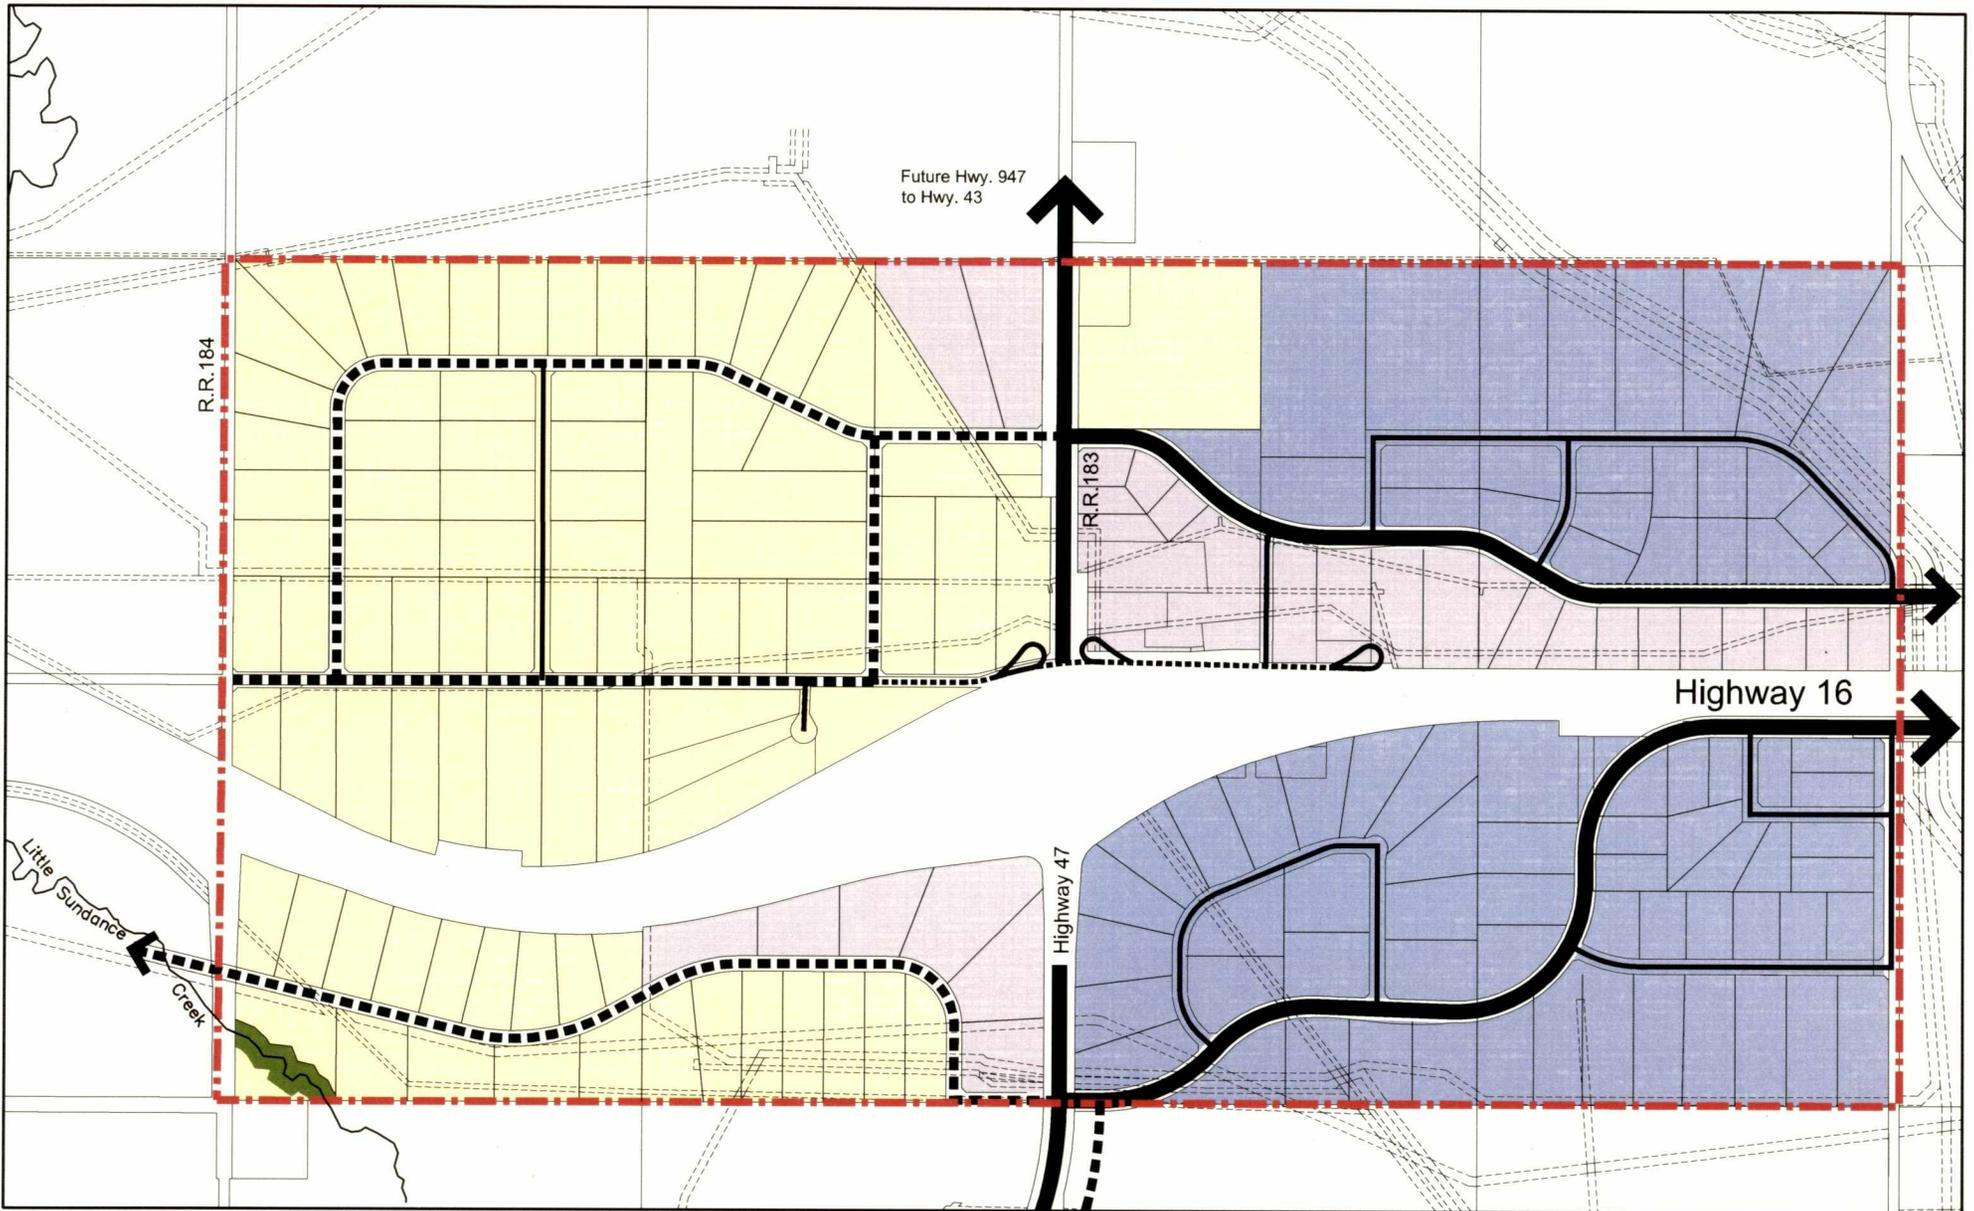 Future Hwy. 947
to Hwy. 43
R.R.184
R.R.183
Highway 16
Highway 47
Little Sundance
Creek